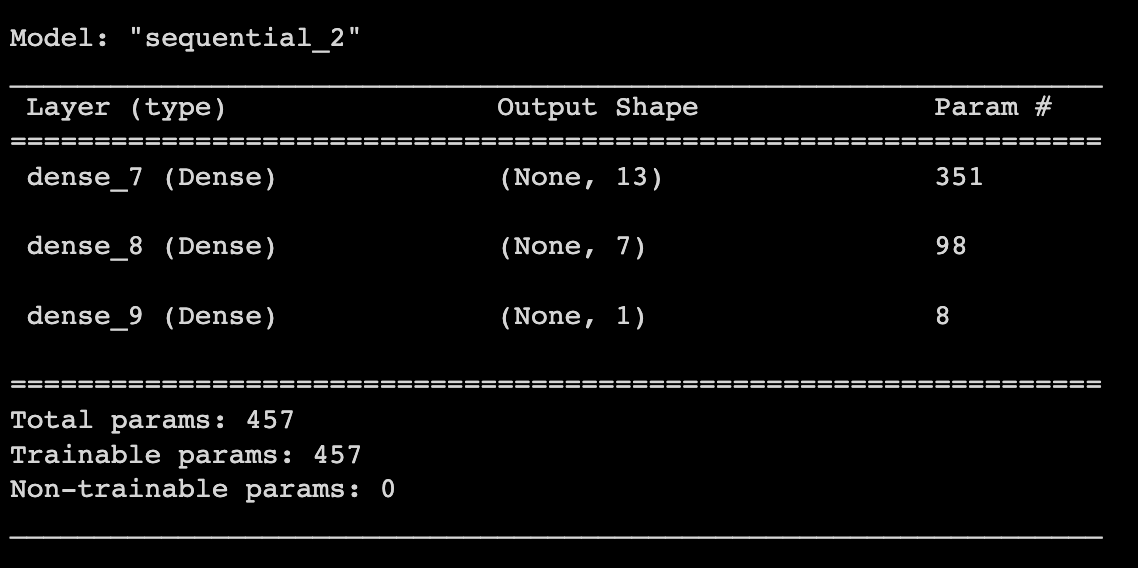 Model: "sequential_2"
Layer (type) Output Shape Param #
dense_7 (Dense) (None, 13) 351
dense_8 (Dense) (None, 7) 98
dense_9 (Dense) (None, 1) 8
Total params: 457
Trainable params: 457
Non-trainable params: 0